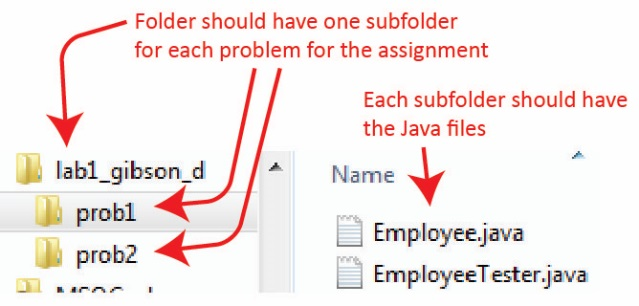 Folder should have one subfolder
for each problem for the assignment
Each subfolder should have
the Java files
lab1_gibson_d
prob1
prob2
Name
Employee.java
EmployeeTester.java